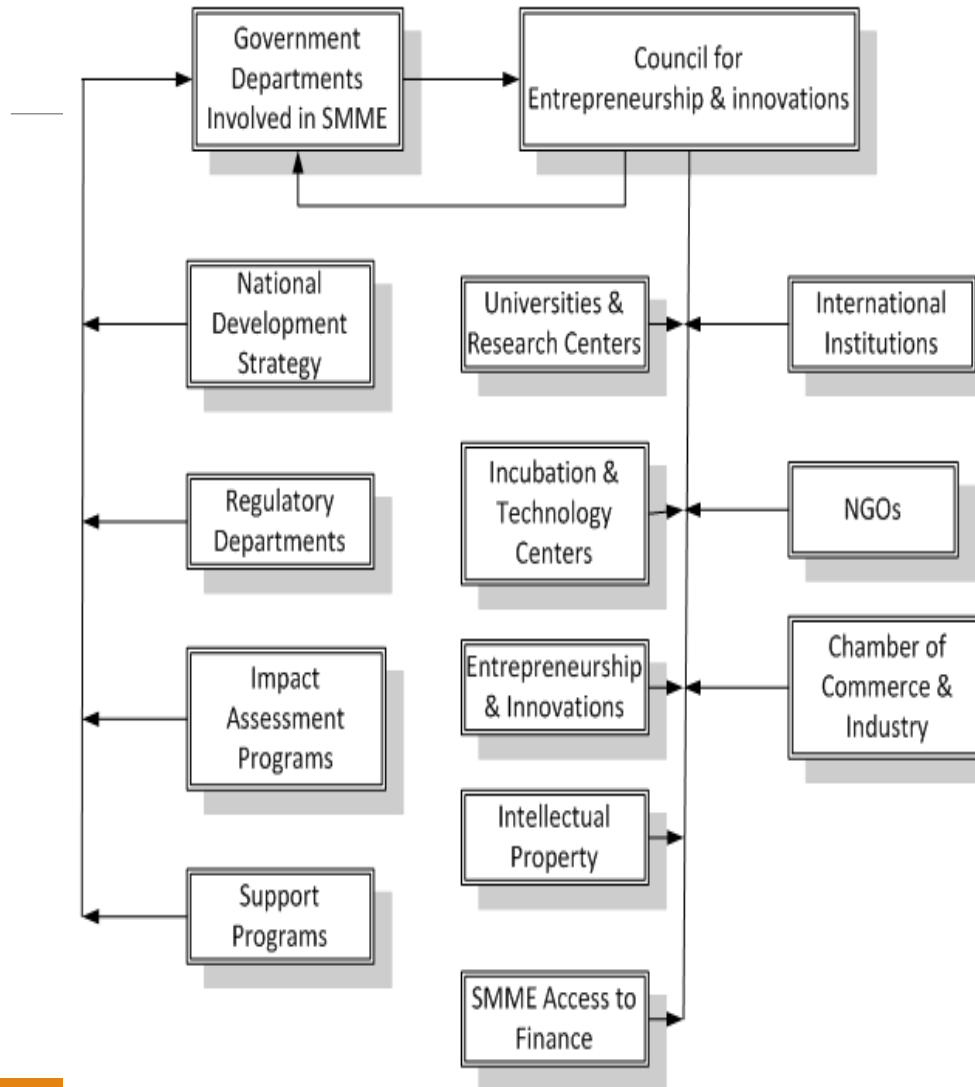 Government
Departments
Involved in SMME
Council for
Entrepreneurship & innovations
National
Development
Strategy
Universities &
Research Centers
International
Institutions
Regulatory
Departments
Incubation &
Technology
Centers
NGOs
Impact
Assessment
Programs
Entrepreneurship
& Innovations
Chamber of
Commerce &
Industry
Intellectual
Property
Support
Programs
SMME Access to
Finance